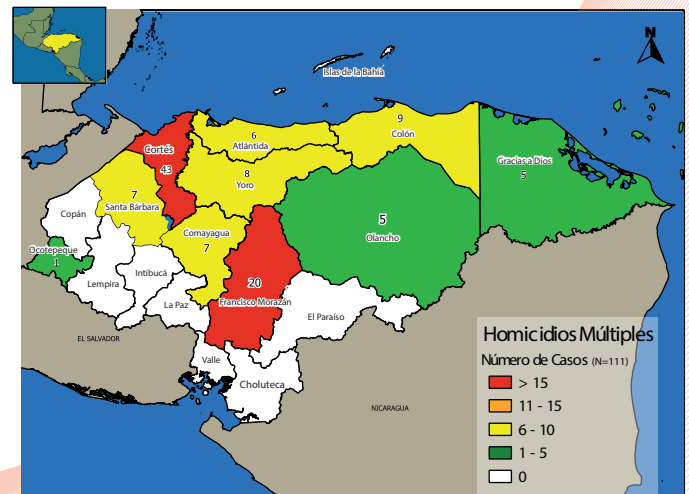 N
Islas de la Bahía
6
Atlántida
9
Colón
Cortés
43
Gracias a Dios
5
8
Yoro
7
Santa Bárbara
Copán
5
Olancho
Comayagua
7
Ocotepeque
1
Intibucá
Lempira
20
Francisco Morazán
La Paz
El Paraíso
EL SALVADOR
Valle
Choluteca
NICARAGUA
Homicidios Múltiples
Número de Casos (N=111)
> 15
11 - 15
6 - 10
1 - 5
0